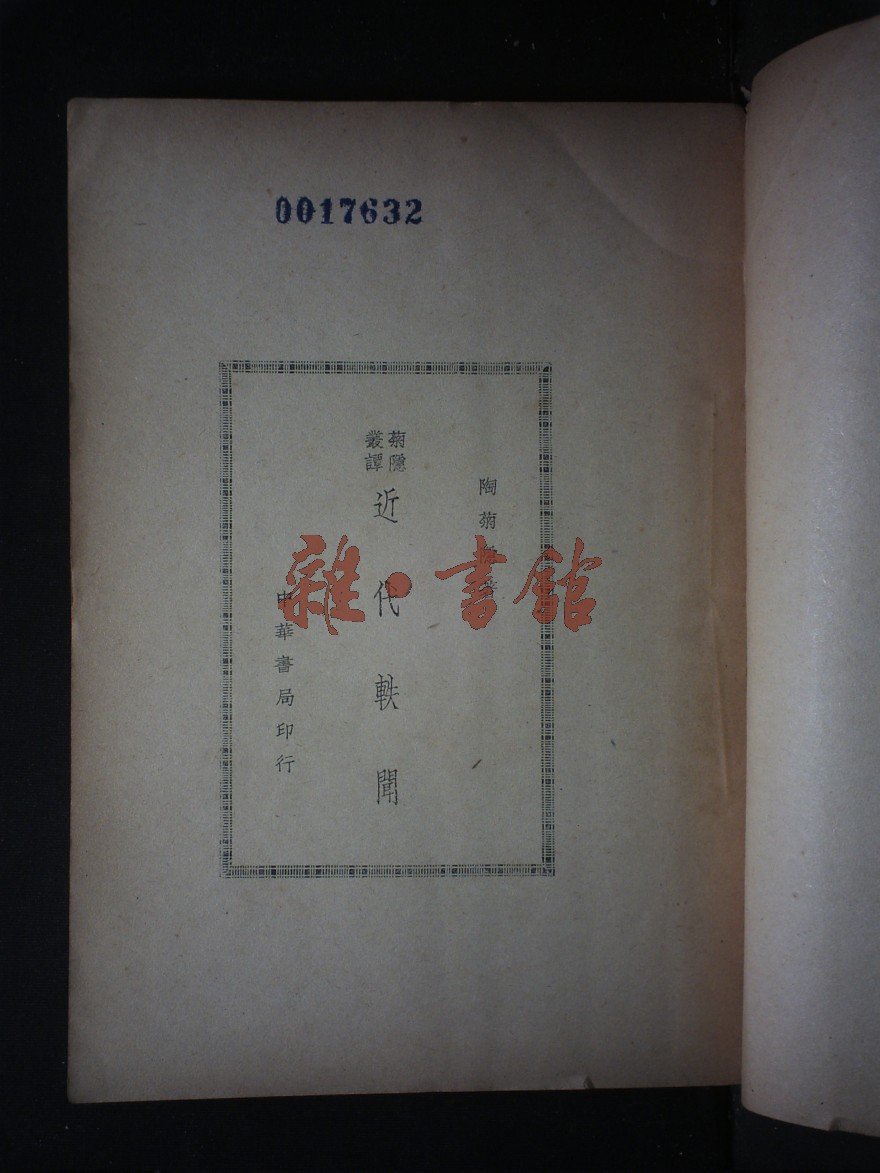 0017632
陶菊隱著
菊隱叢譚
近代軼聞
中華書局印行
雜·書館